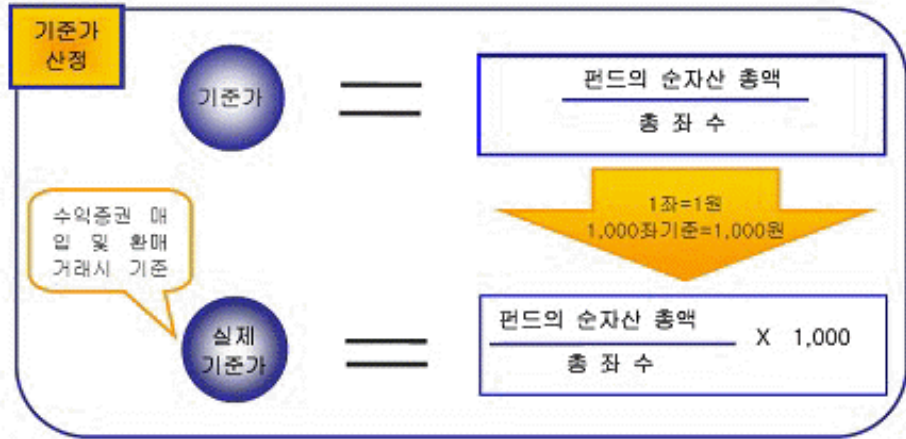 기준가
산정
기준가
펀드의 순자산 총액
총 좌 수
1좌=1원
1,000좌기준=1,000원
수익증권 매
입 및 환매
거래시 기준
실제
기준가
펀드의 순자산 총액
총 좌 수
X 1,000